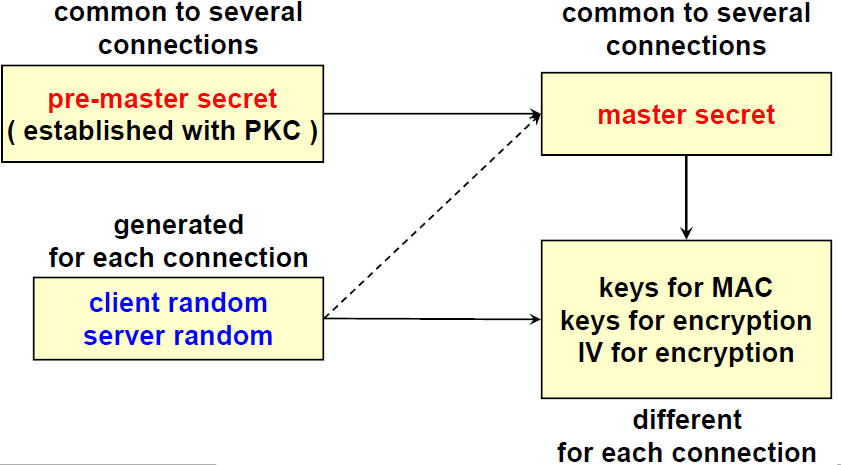 common to several
connections
pre-master secret
( established with PKC )
common to several
connections
master secret
generated
for each connection
client random
server random
keys for MAC
keys for encryption
IV for encryption
different
for each connection